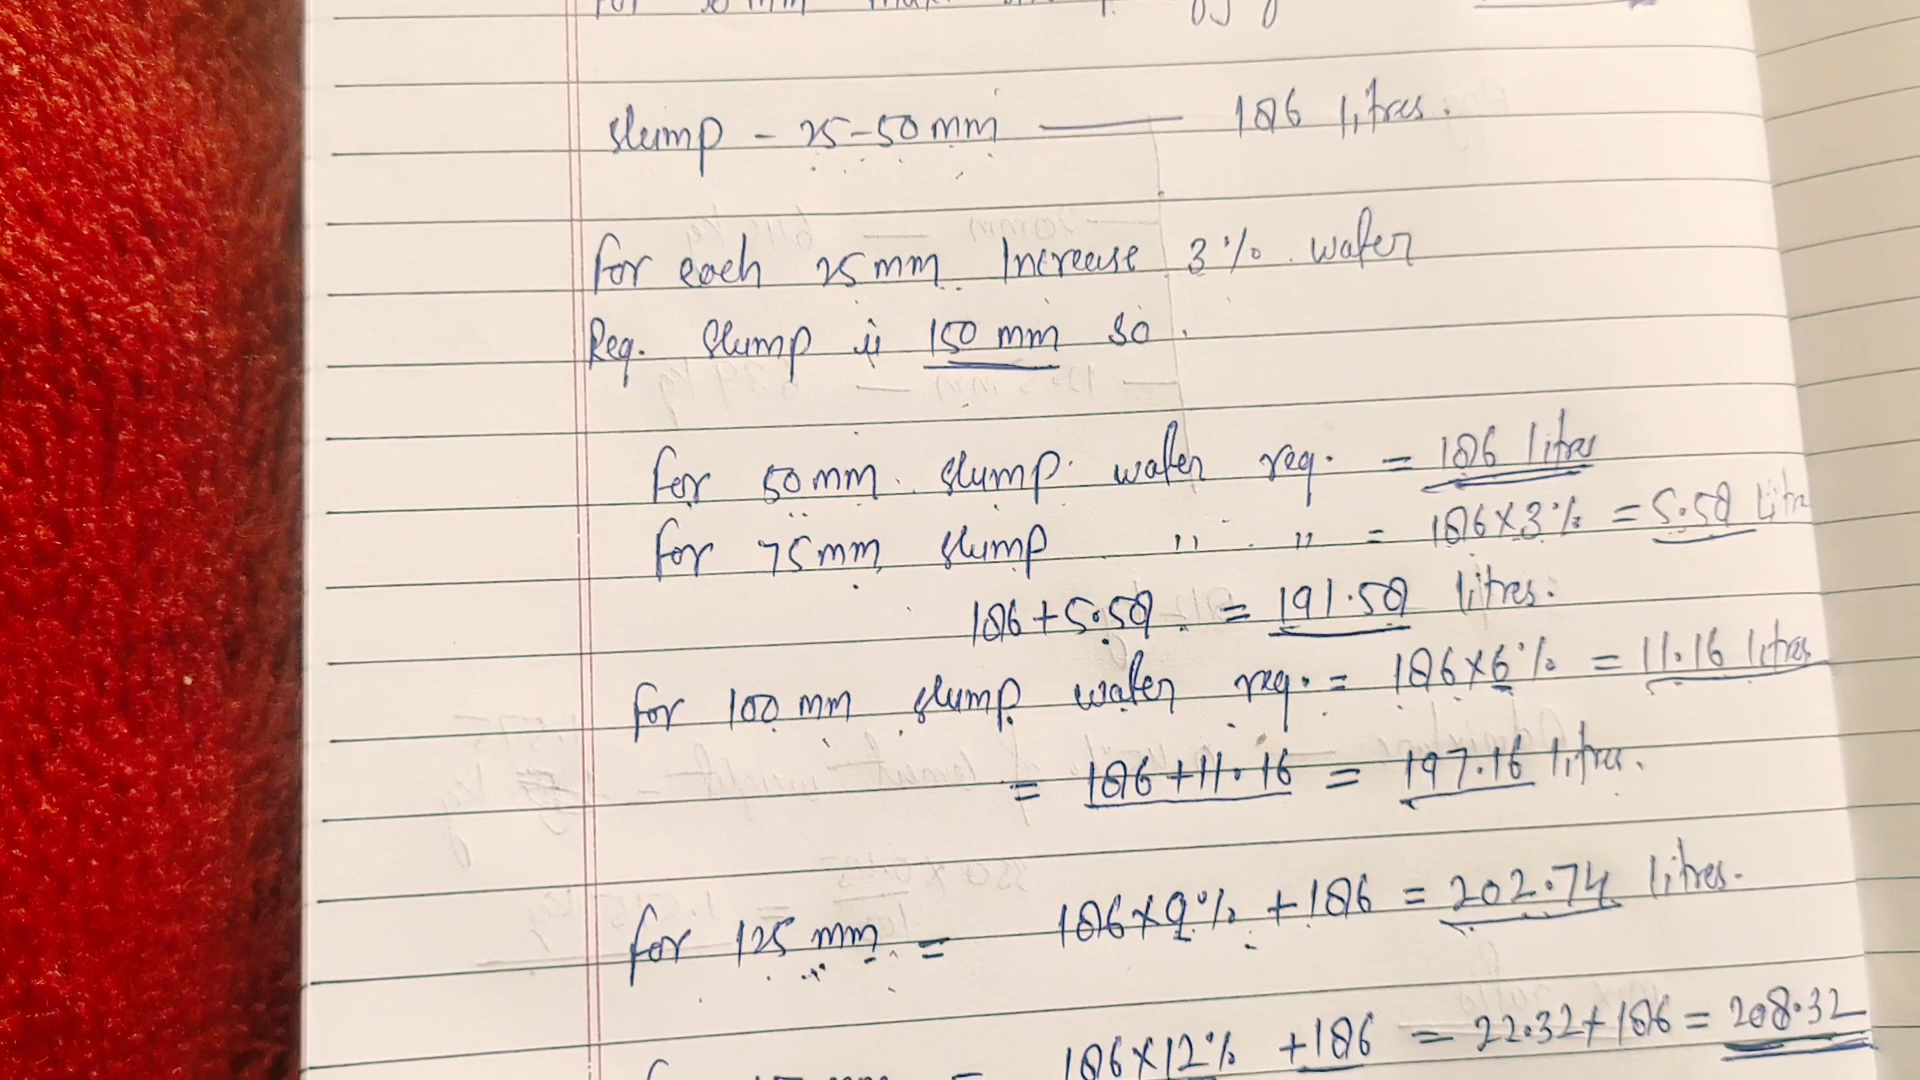 slump - 25-50 mm — 186 litres.
for each 25 mm Increase 3% water
Req. Slump is 150 mm so
for 50 mm slump water req. = 186 litres
for 75 mm slump " " = 186×3% = 5.58 litre
186+5.58 = 191.58 litres.
for 100 mm slump water req. = 186×6% = 11.16 litres
= 186+11.16 = 197.16 litres.
for 125 mm = 186×9% +186 = 202.74 litres.
= 186×12% +186 = 22.32+186 = 208.32